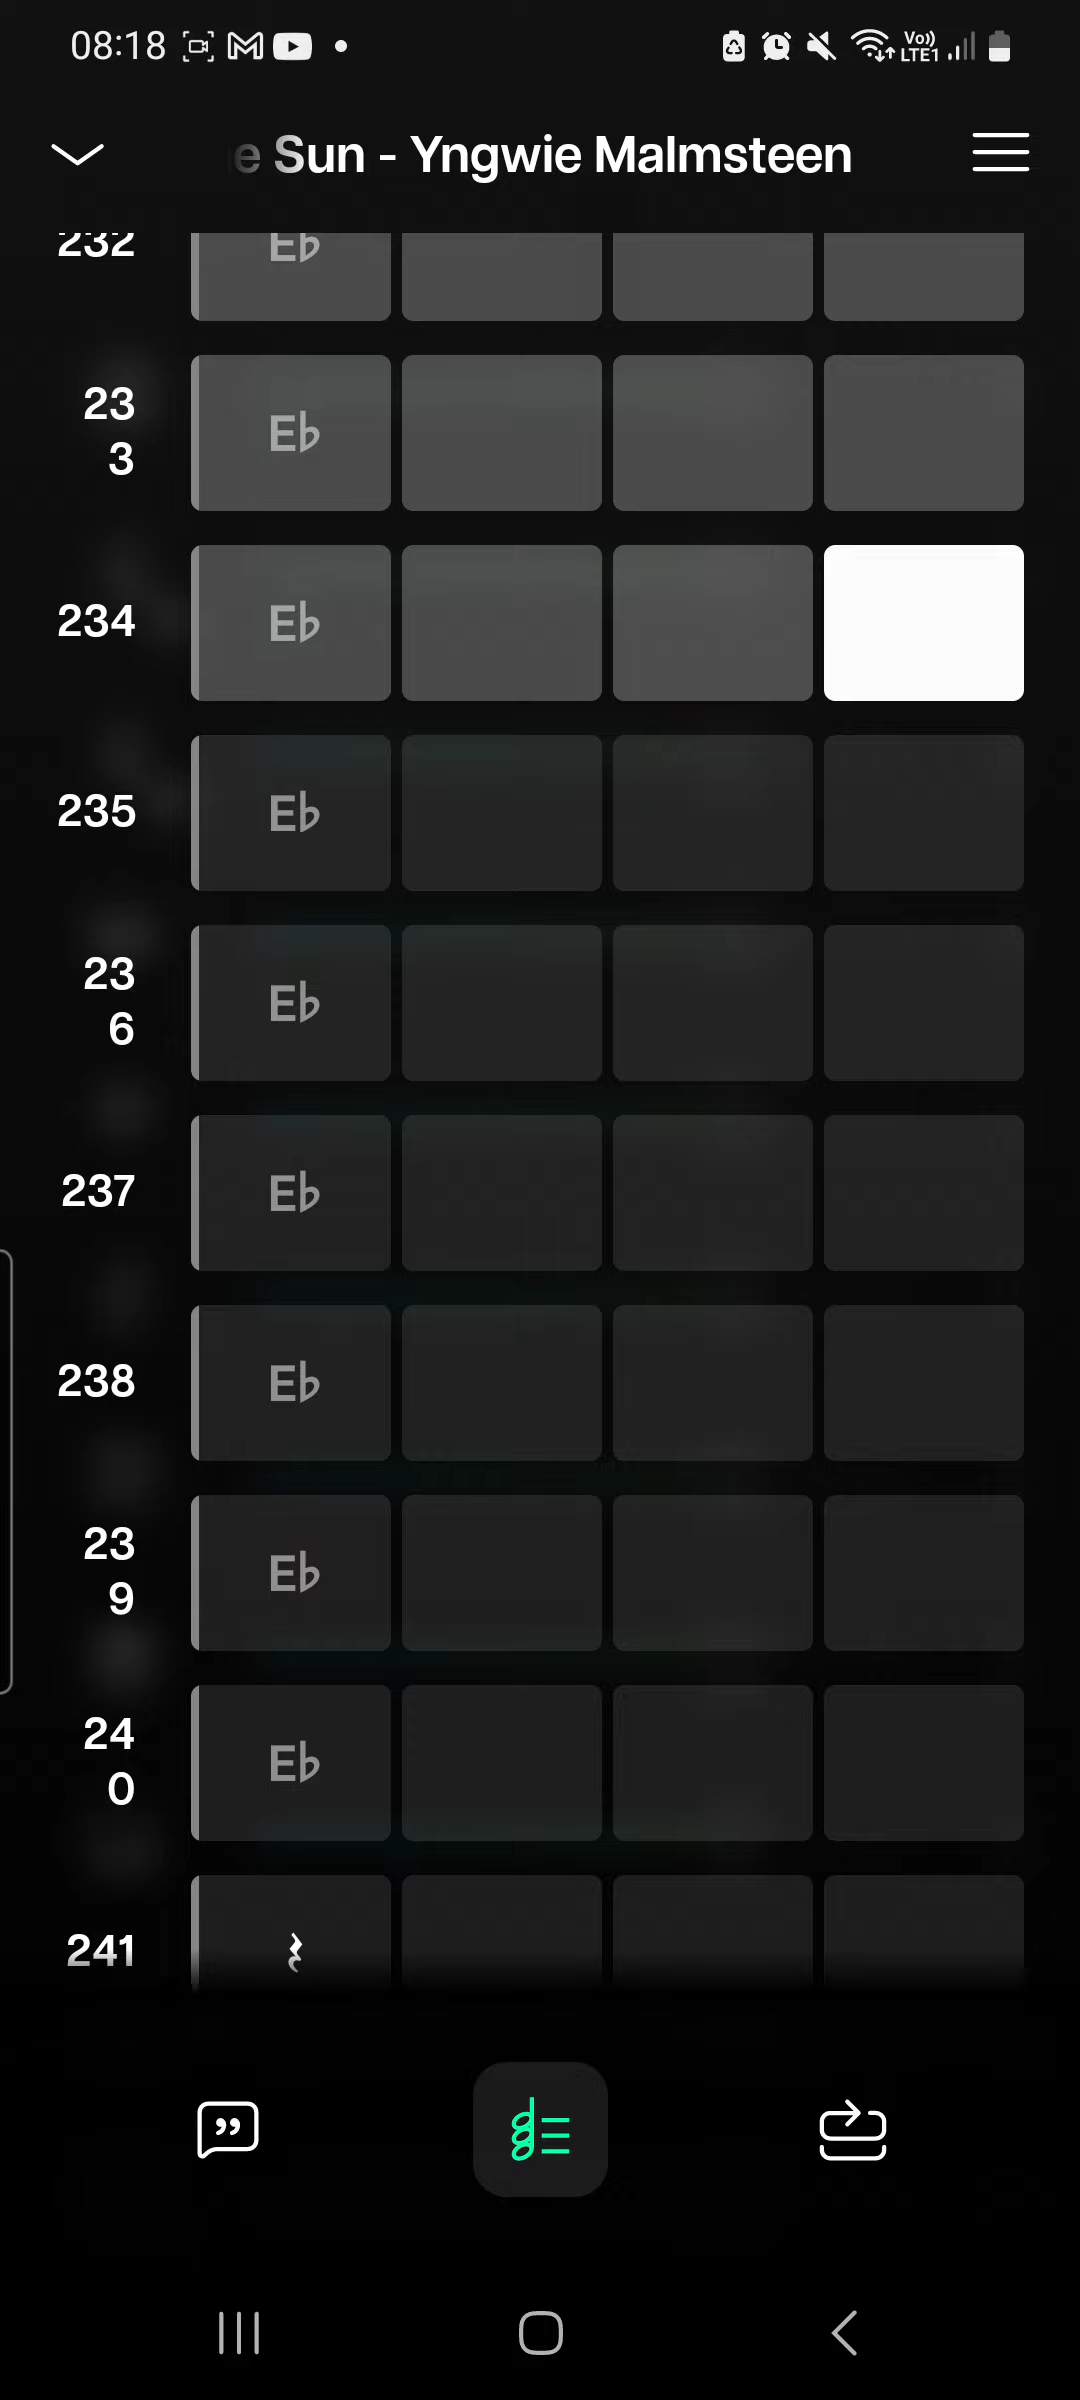 08:18
Vo)) LTE1
e Sun - Yngwie Malmsteen
232 E♭
23
3 E♭
234 E♭
235 E♭
23
6 E♭
237 E♭
238 E♭
23
9 E♭
24
0 E♭
241